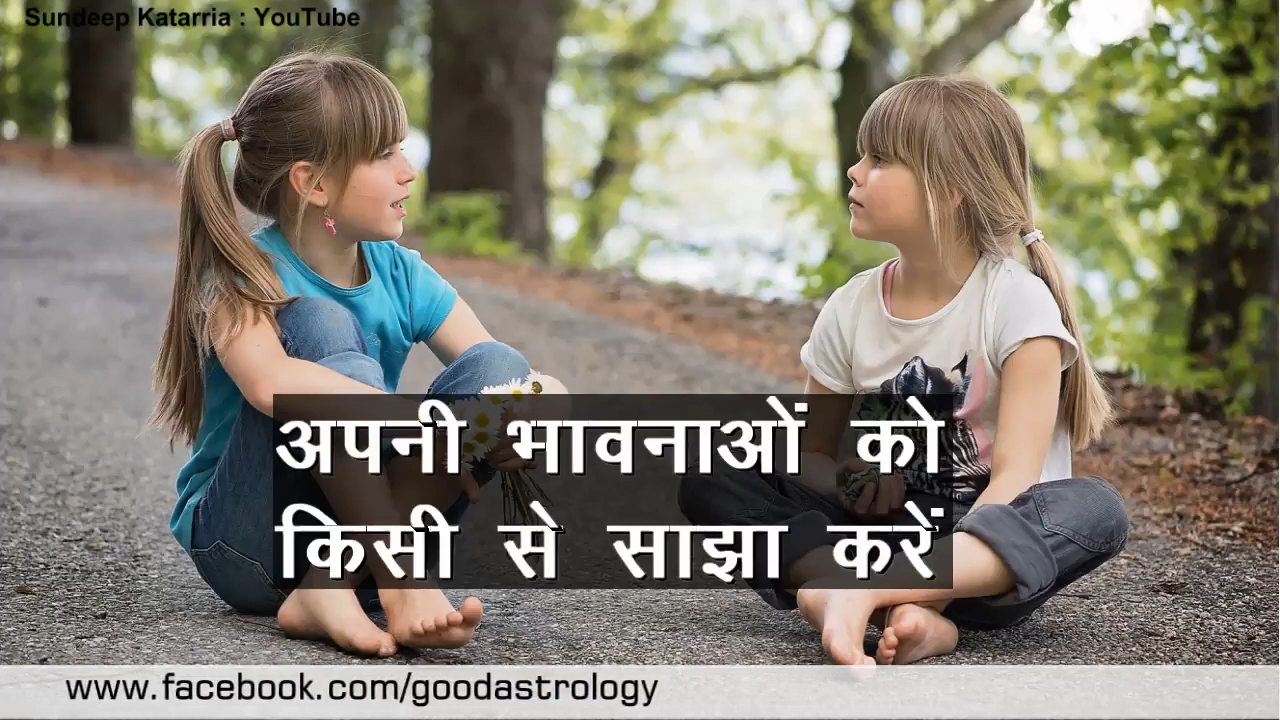 Sundeep Katarria : YouTube
अपनी भावनाओं को
किसी से साझा करें
www.facebook.com/goodastrology